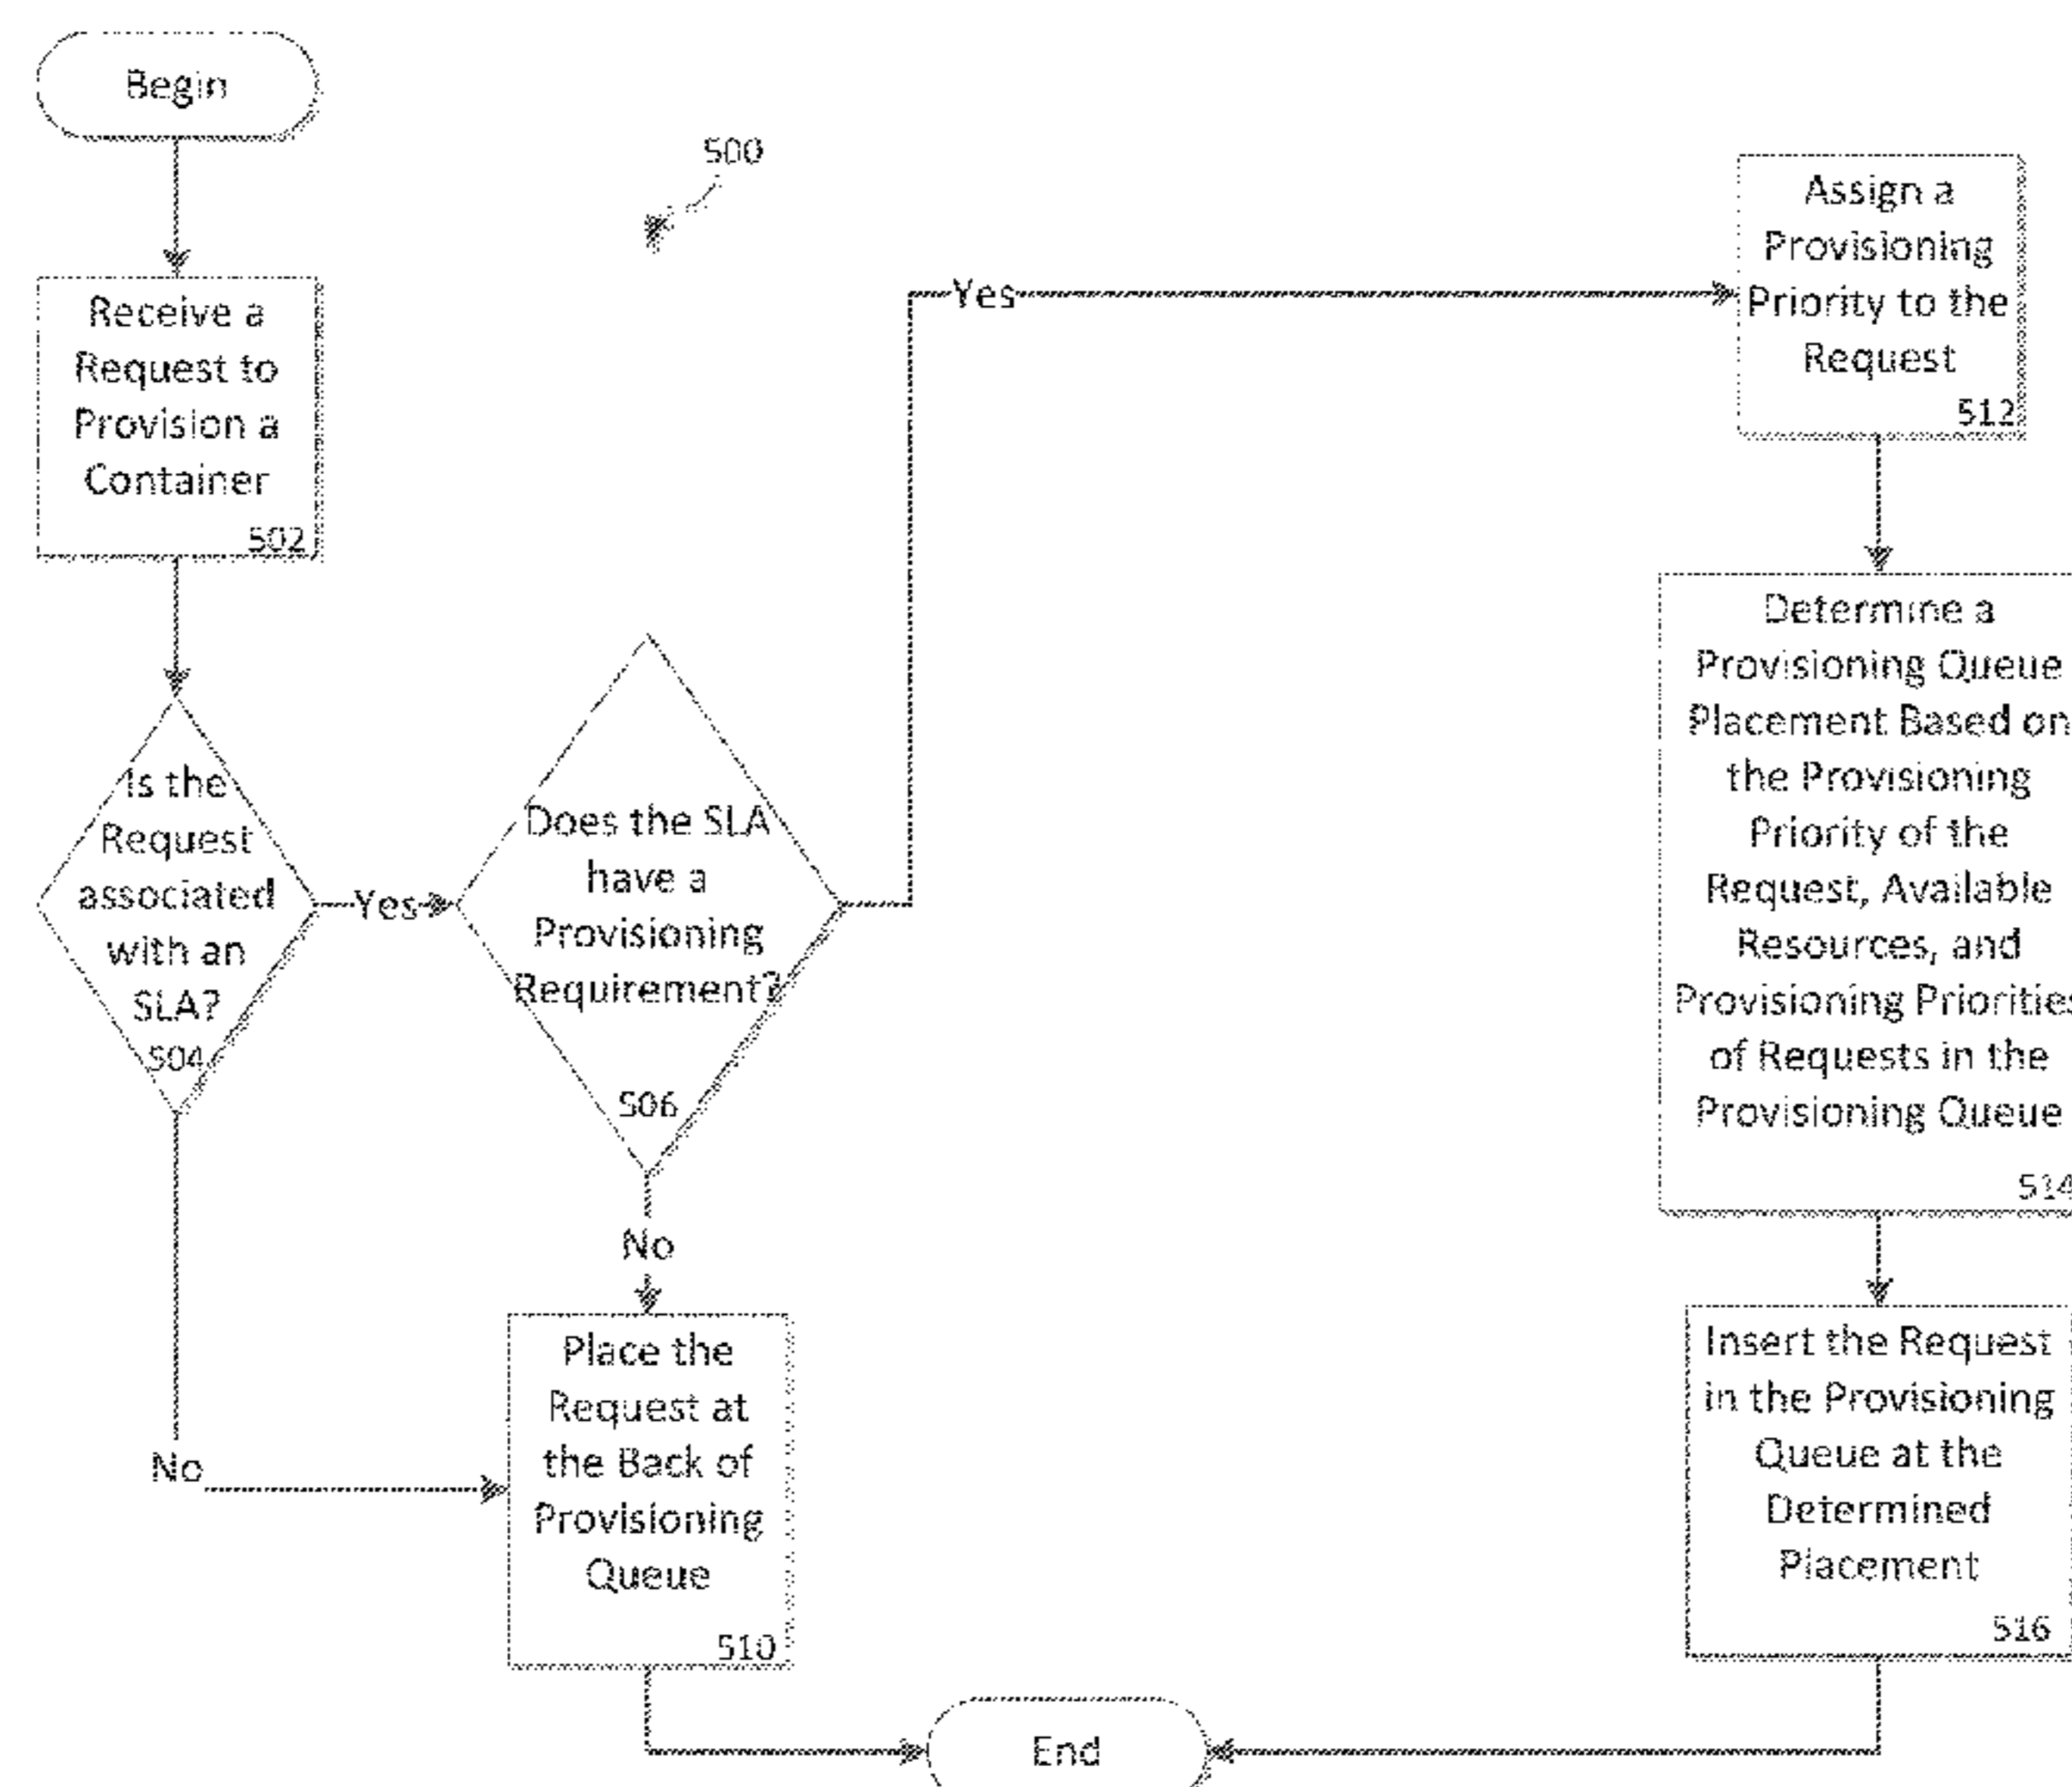 Begin
500
Receive a
Request to
Provision a
Container
502
Is the
Request
associated
with an
SLA?
504
Yes
No
Does the SLA
have a
Provisioning
Requirement?
506
Yes
No
Place the
Request at
the Back of
Provisioning
Queue
510
Assign a
Provisioning
Priority to the
Request
512
Determine a
Provisioning Queue
Placement Based on
the Provisioning
Priority of the
Request, Available
Resources, and
Provisioning Priorities
of Requests in the
Provisioning Queue
514
Insert the Request
in the Provisioning
Queue at the
Determined
Placement
516
End